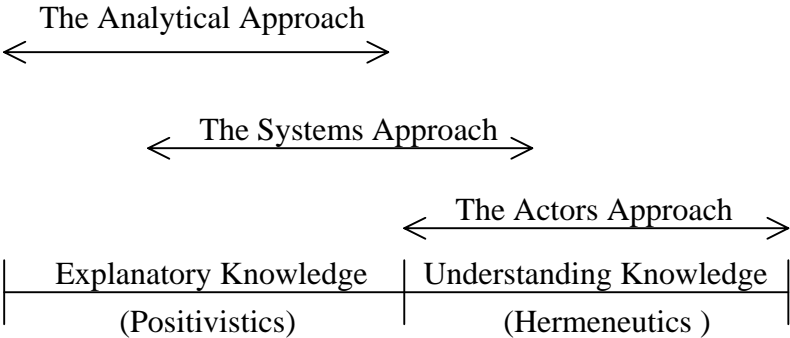 The Analytical Approach
The Systems Approach
The Actors Approach
Explanatory Knowledge Understanding Knowledge
(Positivistics) (Hermeneutics )